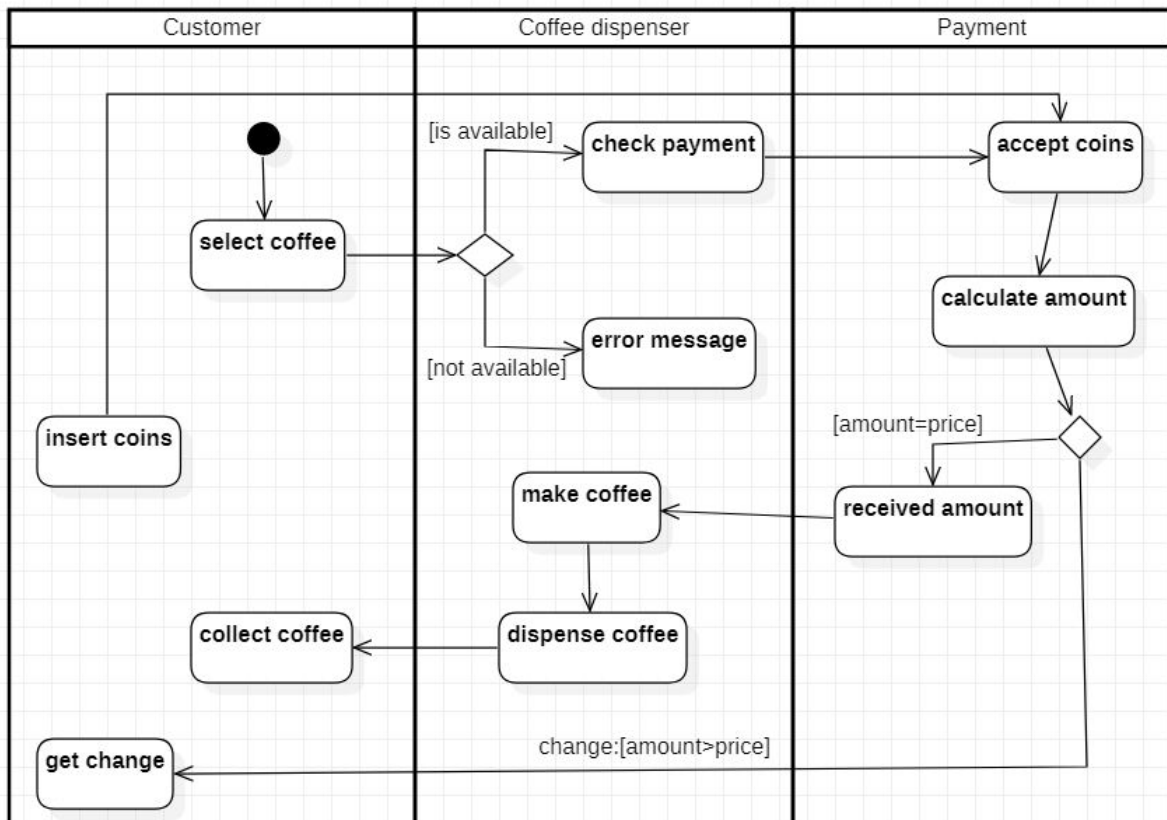 Customer
Coffee dispenser
Payment
[is available]
check payment
accept coins
select coffee
calculate amount
error message
[not available]
insert coins
[amount=price]
make coffee
received amount
collect coffee
dispense coffee
change:[amount>price]
get change